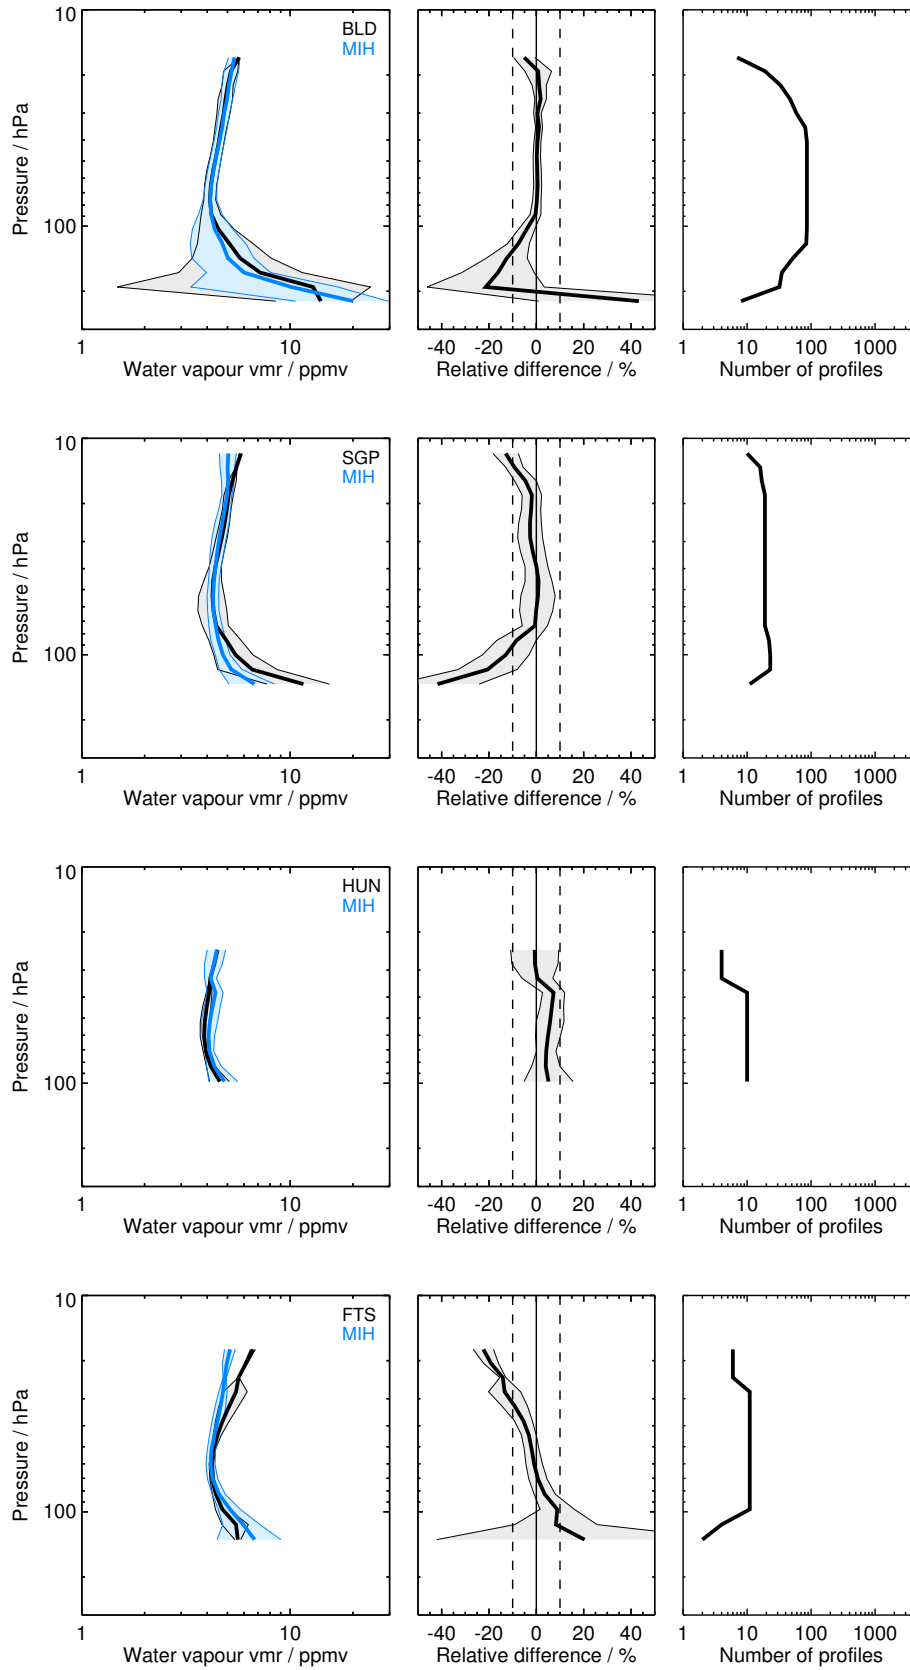 10
100
Pressure / hPa
BLD
MIH
1 10
Water vapour vmr / ppmv
-40 -20 0 20 40
Relative difference / %
1 10 100 1000
Number of profiles
10
100
Pressure / hPa
SGP
MIH
1 10
Water vapour vmr / ppmv
-40 -20 0 20 40
Relative difference / %
1 10 100 1000
Number of profiles
10
100
Pressure / hPa
HUN
MIH
1 10
Water vapour vmr / ppmv
-40 -20 0 20 40
Relative difference / %
1 10 100 1000
Number of profiles
10
100
Pressure / hPa
FTS
MIH
1 10
Water vapour vmr / ppmv
-40 -20 0 20 40
Relative difference / %
1 10 100 1000
Number of profiles